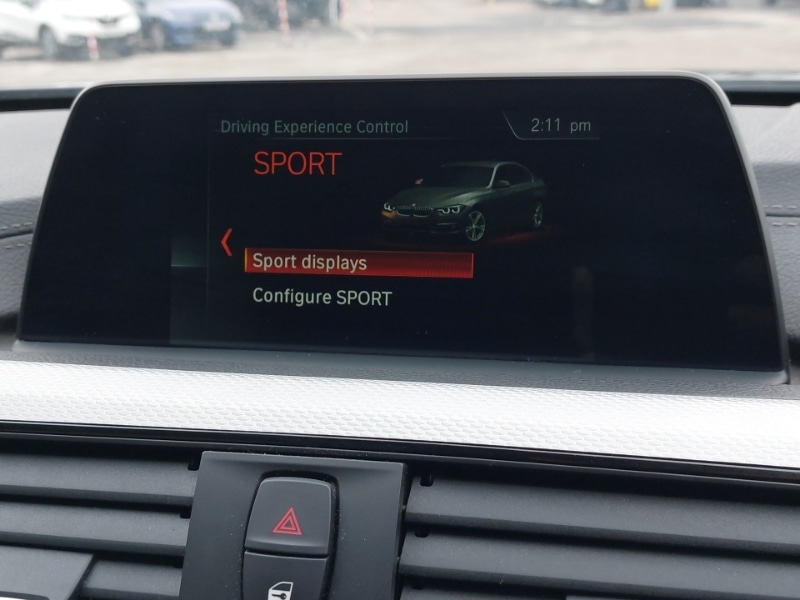 Driving Experience Control
2:11 pm
SPORT
Sport displays
Configure SPORT